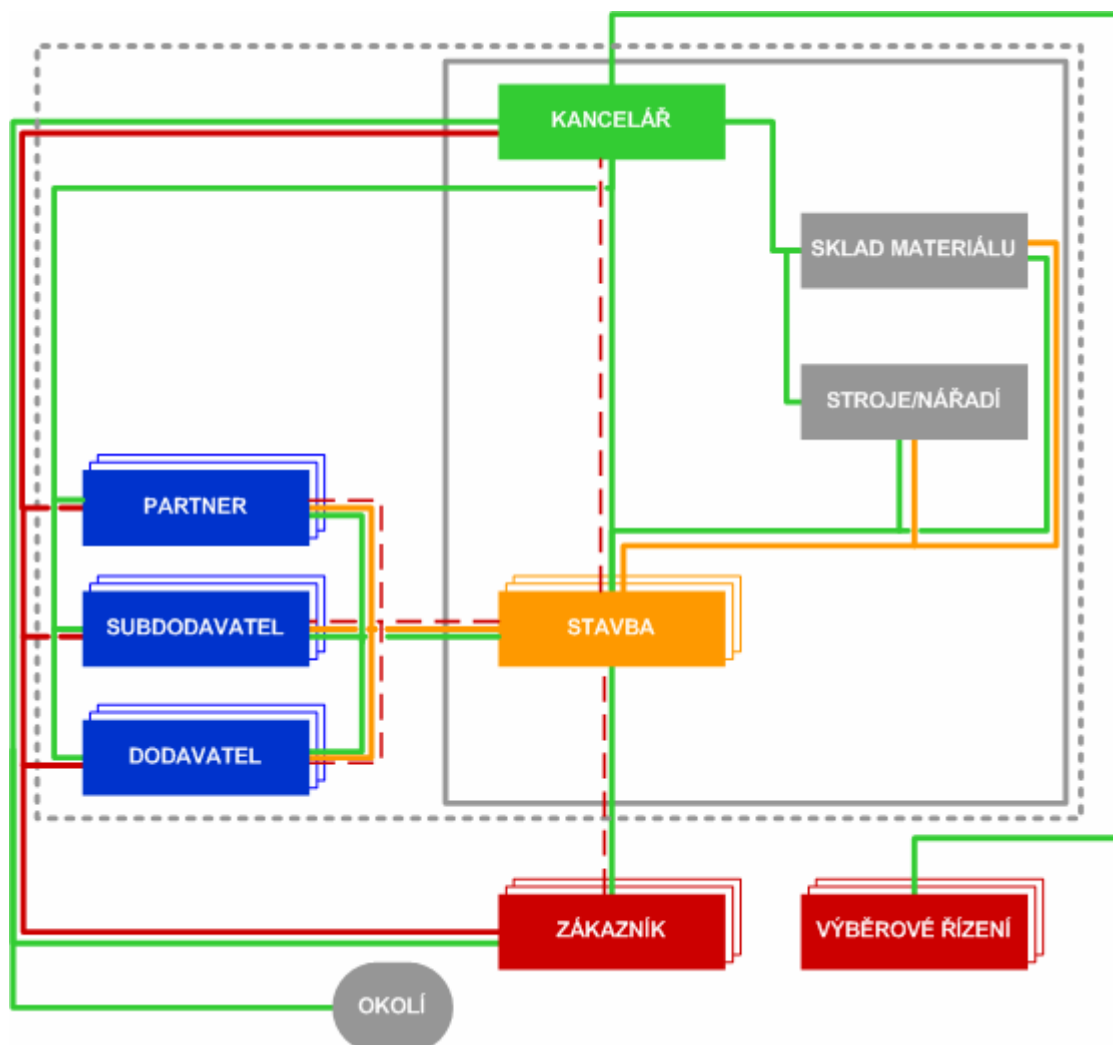 KANCELÁŘ
SKLAD MATERIÁLU
STROJE/NÁŘADÍ
PARTNER
SUBDODAVATEL
STAVBA
DODAVATEL
ZÁKAZNÍK
VÝBĚROVÉ ŘÍZENÍ
OKOLÍ